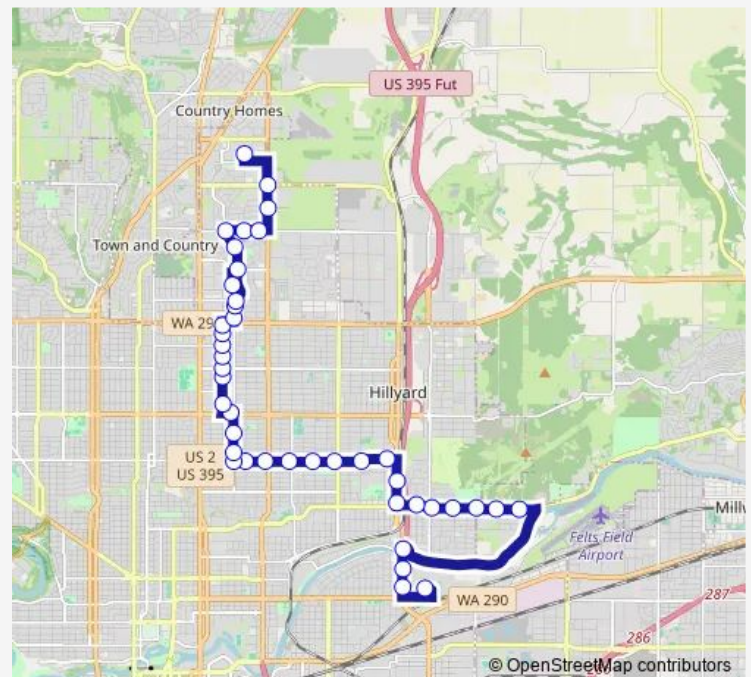 US 395 Fut
Country Homes
Town and Country
WA 29
Hillyard
US 2
US 395
Felts Field
Airport
WA 290
287
286
© OpenStreetMap contributors